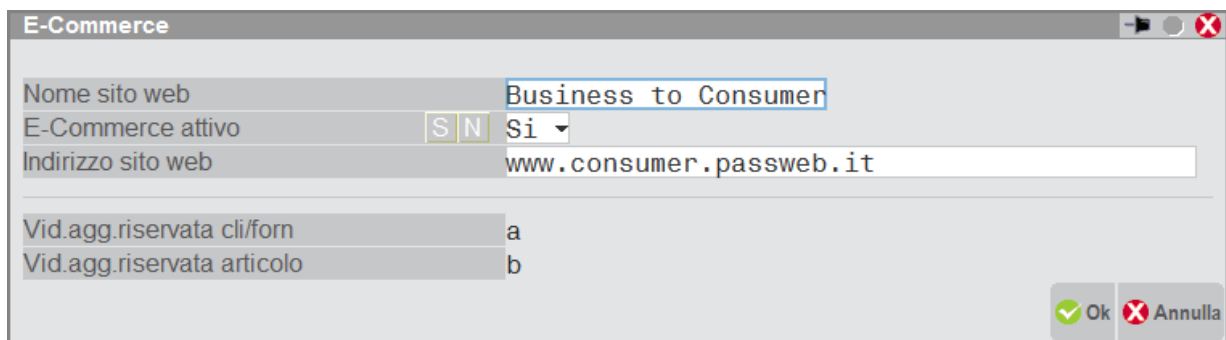 E-Commerce
Nome sito web Business to Consumer
E-Commerce attivo S N Si
Indirizzo sito web www.consumer.passweb.it
Vid.agg.riservata cli/forn a
Vid.agg.riservata articolo b
Ok Annulla